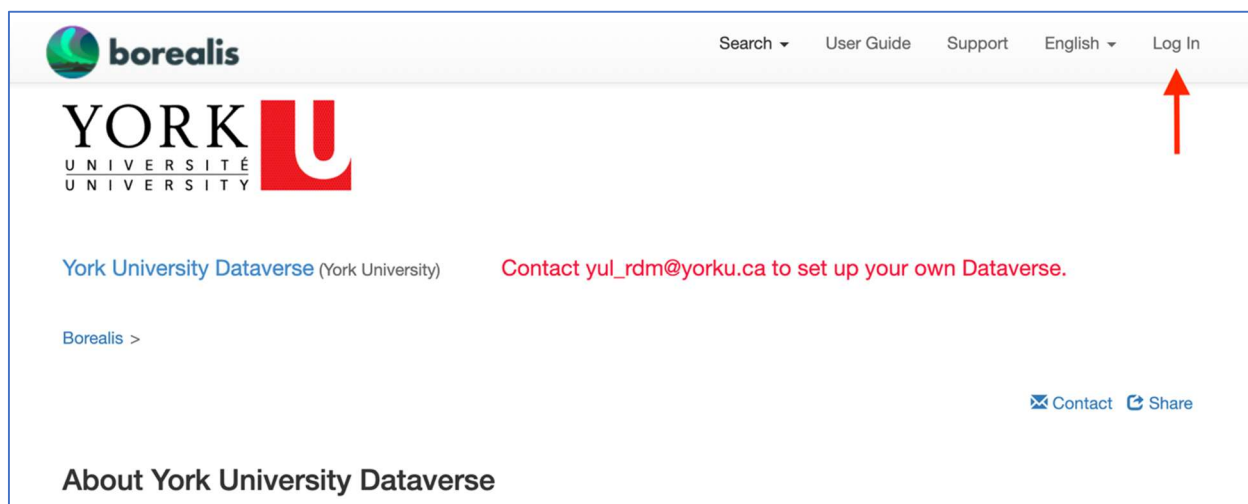 borealis
Search User Guide Support English Log In
YORK U
UNIVERSITÉ
UNIVERSITY
York University Dataverse (York University) Contact yul_rdm@yorku.ca to set up your own Dataverse.
Borealis >
Contact Share
About York University Dataverse